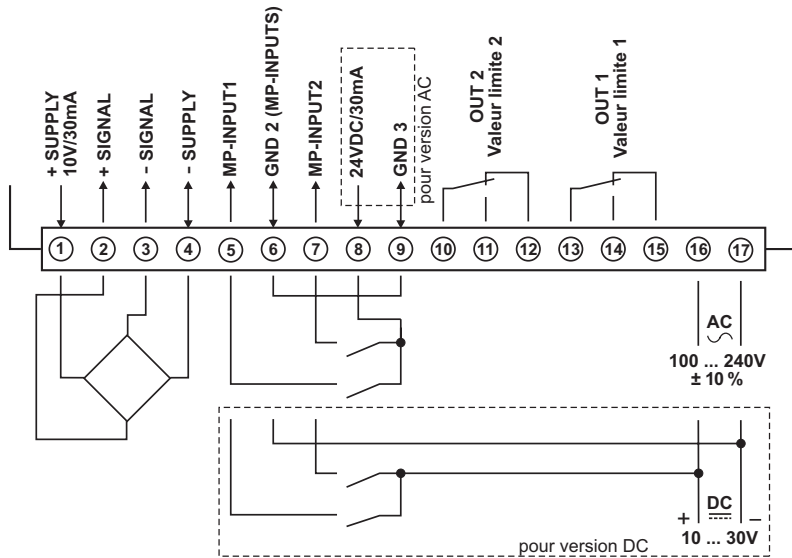 + SUPPLY
10V/30mA
+ SIGNAL
– SIGNAL
– SUPPLY
MP-INPUT1
GND 2 (MP-INPUTS)
MP-INPUT2
24VDC/30mA
GND 3
pour version AC
OUT 2
Valeur limite 2
OUT 1
Valeur limite 1
1 2 3 4 5 6 7 8 9 10 11 12 13 14 15 16 17
AC
100 ... 240V
± 10 %
+ DC –
10 ... 30V
pour version DC